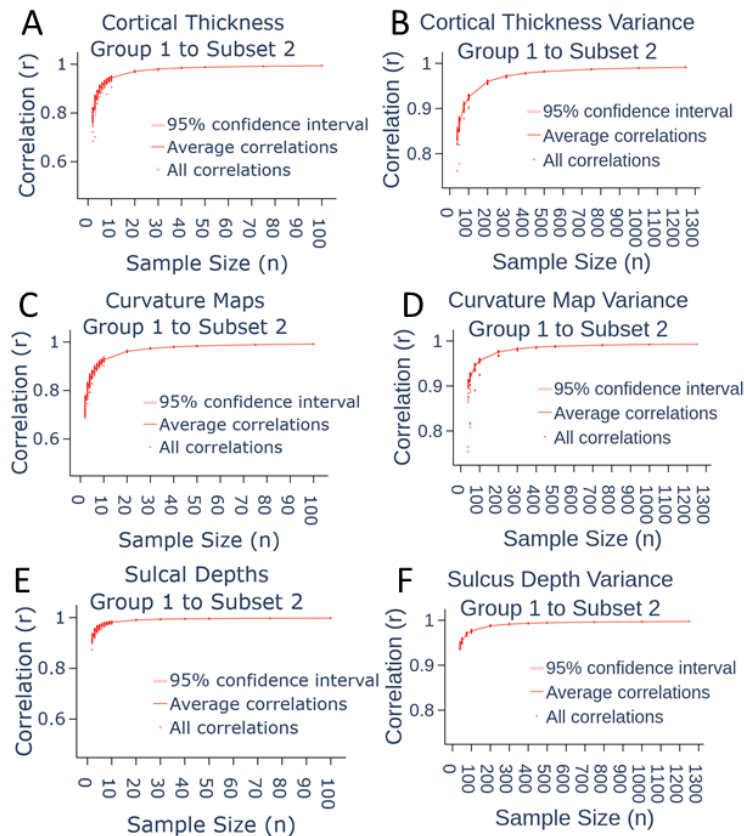 A
Cortical Thickness
Group 1 to Subset 2
Correlation (r)
1
0.8
0.6
95% confidence interval
Average correlations
All correlations
0
10
20
30
40
50
60
70
80
90
100
Sample Size (n)
B
Cortical Thickness Variance
Group 1 to Subset 2
Correlation (r)
1
0.9
0.8
95% confidence interval
Average correlations
All correlations
0
100
200
300
400
500
600
700
800
900
1000
1100
1200
1300
Sample Size (n)
C
Curvature Maps
Group 1 to Subset 2
Correlation (r)
1
0.8
0.6
95% confidence interval
Average correlations
All correlations
0
10
20
30
40
50
60
70
80
90
100
Sample Size (n)
D
Curvature Map Variance
Group 1 to Subset 2
Correlation (r)
1
0.9
0.8
95% confidence interval
Average correlations
All correlations
0
100
200
300
400
500
600
700
800
900
1000
1100
1200
1300
Sample Size (n)
E
Sulcal Depths
Group 1 to Subset 2
Correlation (r)
1
0.8
0.6
95% confidence interval
Average correlations
All correlations
0
10
20
30
40
50
60
70
80
90
100
Sample Size (n)
F
Sulcus Depth Variance
Group 1 to Subset 2
Correlation (r)
1
0.9
0.8
95% confidence interval
Average correlations
All correlations
0
100
200
300
400
500
600
700
800
900
1000
1100
1200
1300
Sample Size (n)